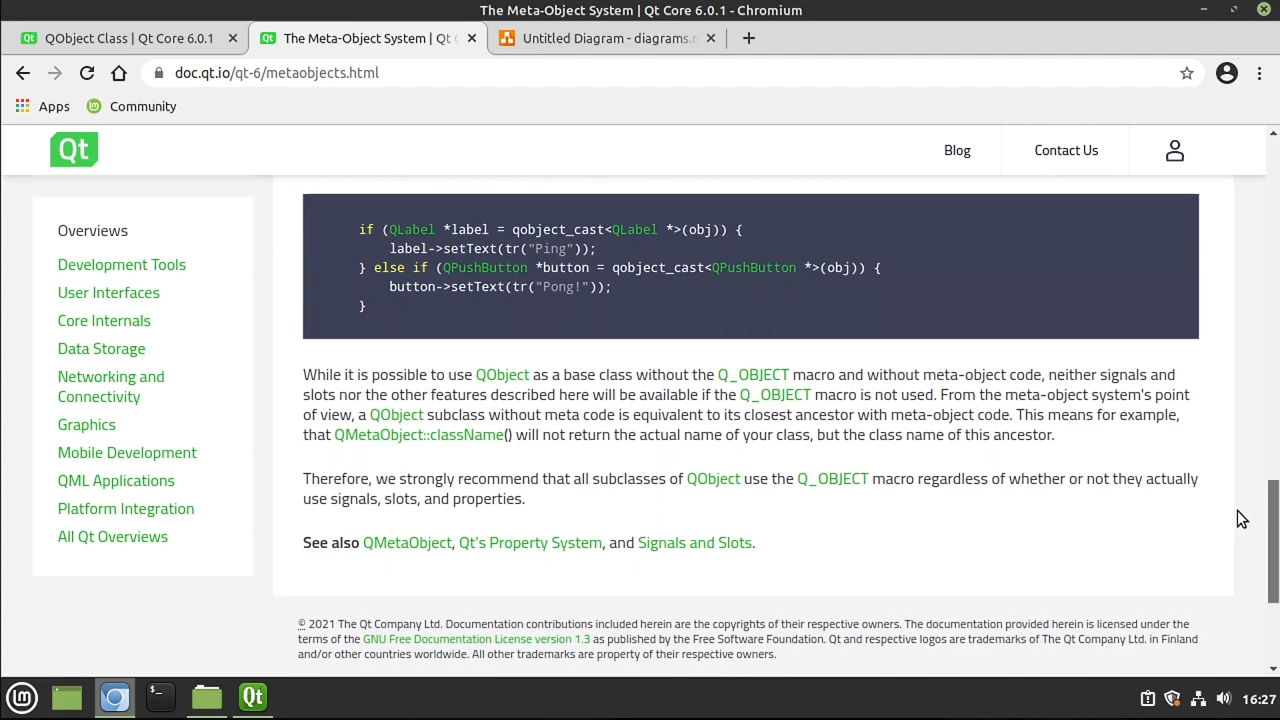 The Meta-Object System | Qt Core 6.0.1 - Chromium
QObject Class | Qt Core 6.0.1
The Meta-Object System | Qt C
Untitled Diagram - diagrams.n
doc.qt.io/qt-6/metaobjects.html
Apps
Community
Qt
Blog
Contact Us
Overviews
Development Tools
User Interfaces
Core Internals
Data Storage
Networking and
Connectivity
Graphics
Mobile Development
QML Applications
Platform Integration
All Qt Overviews
if (QLabel *label = qobject_cast<QLabel *>(obj)) {
label->setText(tr("Ping"));
} else if (QPushButton *button = qobject_cast<QPushButton *>(obj)) {
button->setText(tr("Pong!"));
}
While it is possible to use QObject as a base class without the Q_OBJECT macro and without meta-object code, neither signals and
slots nor the other features described here will be available if the Q_OBJECT macro is not used. From the meta-object system's point
of view, a QObject subclass without meta code is equivalent to its closest ancestor with meta-object code. This means for example,
that QMetaObject::className() will not return the actual name of your class, but the class name of this ancestor.
Therefore, we strongly recommend that all subclasses of QObject use the Q_OBJECT macro regardless of whether or not they actually
use signals, slots, and properties.
See also QMetaObject, Qt's Property System, and Signals and Slots.
© 2021 The Qt Company Ltd. Documentation contributions included herein are the copyrights of their respective owners. The documentation provided herein is licensed under the
terms of the GNU Free Documentation License version 1.3 as published by the Free Software Foundation. Qt and respective logos are trademarks of The Qt Company Ltd. in Finland
and/or other countries worldwide. All other trademarks are property of their respective owners.
Qt
16:27